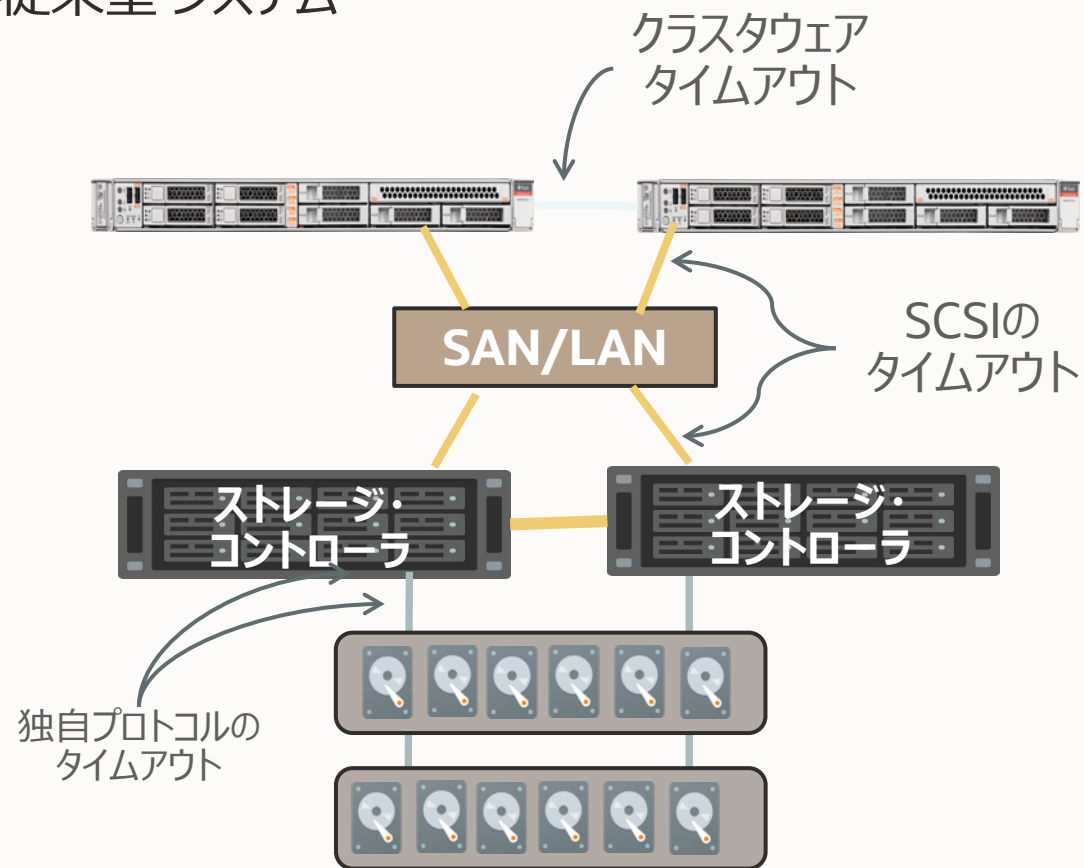 従来型システム
クラスタウェア
タイムアウト
SAN/LAN
SCSIの
タイムアウト
ストレージ・
コントローラ
ストレージ・
コントローラ
独自プロトコルの
タイムアウト